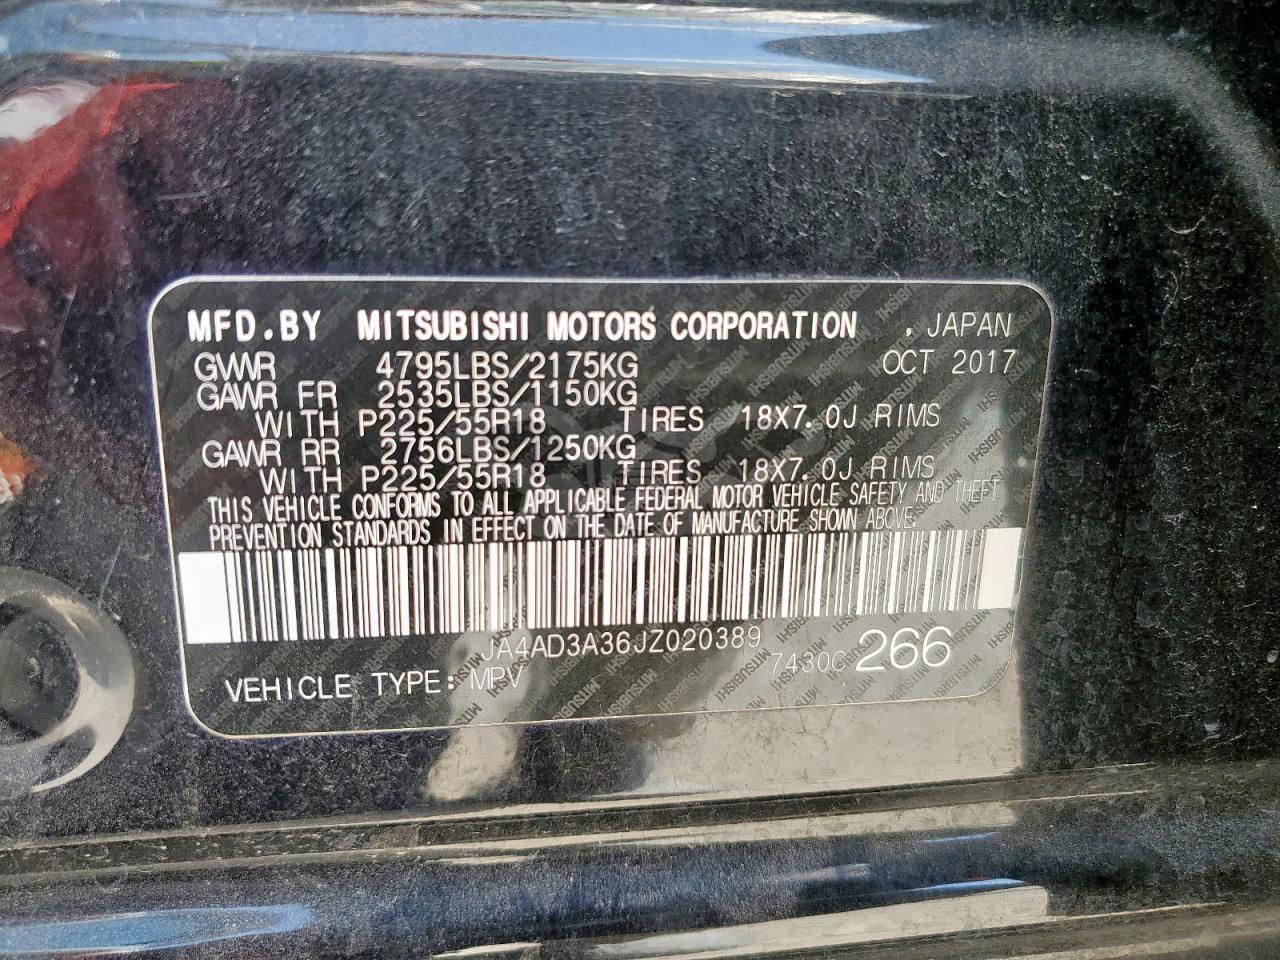 MFD.BY MITSUBISHI MOTORS CORPORATION , JAPAN
GVWR 4795LBS/2175KG OCT 2017
GAWR FR 2535LBS/1150KG
WITH P225/55R18 TIRES 18X7.0J RIMS
GAWR RR 2756LBS/1250KG
WITH P225/55R18 TIRES 18X7.0J RIMS
THIS VEHICLE CONFORMS TO ALL APPLICABLE FEDERAL MOTOR VEHICLE SAFETY AND THEFT
PREVENTION STANDARDS IN EFFECT ON THE DATE OF MANUFACTURE SHOWN ABOVE.
JA4AD3A36JZ020389
VEHICLE TYPE: MPV 7430C 266